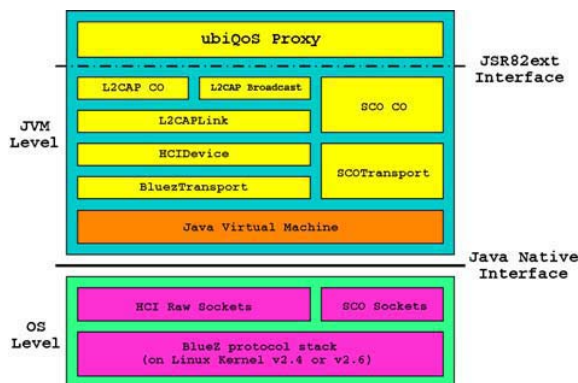 ubiQoS Proxy
JSR82ext
Interface
L2CAP CO
L2CAP Broadcast
SCO CO
L2CAPLink
JVM
Level
HCIDevice
SCOTransport
BluezTransport
Java Virtual Machine
Java Native
Interface
HCI Raw Sockets
SCO Sockets
OS
Level
BlueZ protocol stack
(on Linux Kernel v2.4 or v2.6)